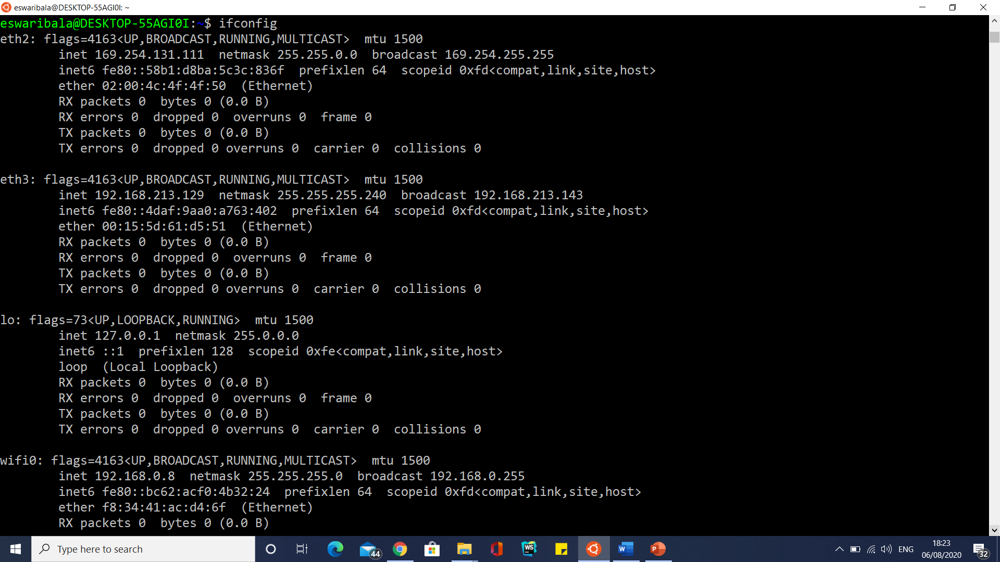 eswaribala@DESKTOP-55AGI0I: ~
eswaribala@DESKTOP-55AGI0I:~$ ifconfig
eth2: flags=4163<UP,BROADCAST,RUNNING,MULTICAST>  mtu 1500
        inet 169.254.131.111  netmask 255.255.0.0  broadcast 169.254.255.255
        inet6 fe80::58b1:d8ba:5c3c:836f  prefixlen 64  scopeid 0xfd<compat,link,site,host>
        ether 02:00:4c:4f:4f:50  (Ethernet)
        RX packets 0  bytes 0 (0.0 B)
        RX errors 0  dropped 0  overruns 0  frame 0
        TX packets 0  bytes 0 (0.0 B)
        TX errors 0  dropped 0 overruns 0  carrier 0  collisions 0
eth3: flags=4163<UP,BROADCAST,RUNNING,MULTICAST>  mtu 1500
        inet 192.168.213.129  netmask 255.255.255.240  broadcast 192.168.213.143
        inet6 fe80::4daf:9aa0:a763:402  prefixlen 64  scopeid 0xfd<compat,link,site,host>
        ether 00:15:5d:61:d5:51  (Ethernet)
        RX packets 0  bytes 0 (0.0 B)
        RX errors 0  dropped 0  overruns 0  frame 0
        TX packets 0  bytes 0 (0.0 B)
        TX errors 0  dropped 0 overruns 0  carrier 0  collisions 0
lo: flags=73<UP,LOOPBACK,RUNNING>  mtu 1500
        inet 127.0.0.1  netmask 255.0.0.0
        inet6 ::1  prefixlen 128  scopeid 0xfe<compat,link,site,host>
        loop  (Local Loopback)
        RX packets 0  bytes 0 (0.0 B)
        RX errors 0  dropped 0  overruns 0  frame 0
        TX packets 0  bytes 0 (0.0 B)
        TX errors 0  dropped 0 overruns 0  carrier 0  collisions 0
wifi0: flags=4163<UP,BROADCAST,RUNNING,MULTICAST>  mtu 1500
        inet 192.168.0.8  netmask 255.255.255.0  broadcast 192.168.0.255
        inet6 fe80::bc62:acf0:4b32:24  prefixlen 64  scopeid 0xfd<compat,link,site,host>
        ether f8:34:41:ac:d4:6f  (Ethernet)
        RX packets 0  bytes 0 (0.0 B)
Type here to search
44
WS
W
P
ENG
18:23
06/08/2020
32